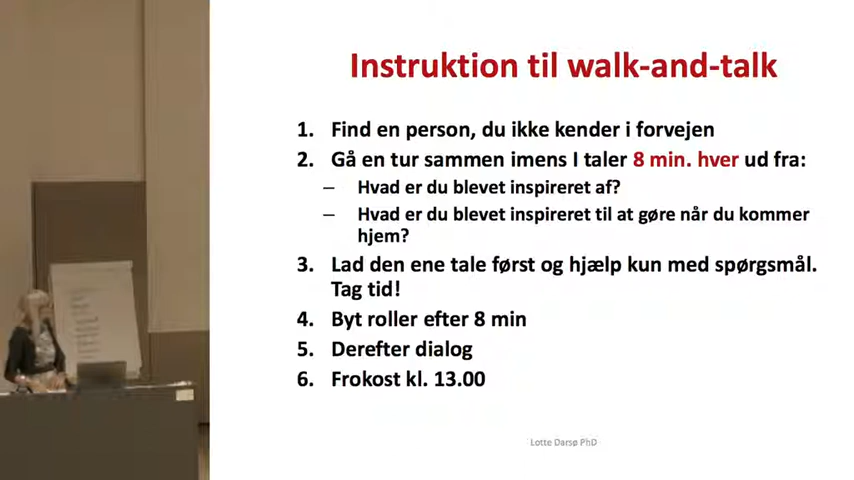 Instruktion til walk-and-talk
1. Find en person, du ikke kender i forvejen
2. Gå en tur sammen imens I taler 8 min. hver ud fra:
– Hvad er du blevet inspireret af?
– Hvad er du blevet inspireret til at gøre når du kommer
hjem?
3. Lad den ene tale først og hjælp kun med spørgsmål.
Tag tid!
4. Byt roller efter 8 min
5. Derefter dialog
6. Frokost kl. 13.00
Lotte Darsø PhD